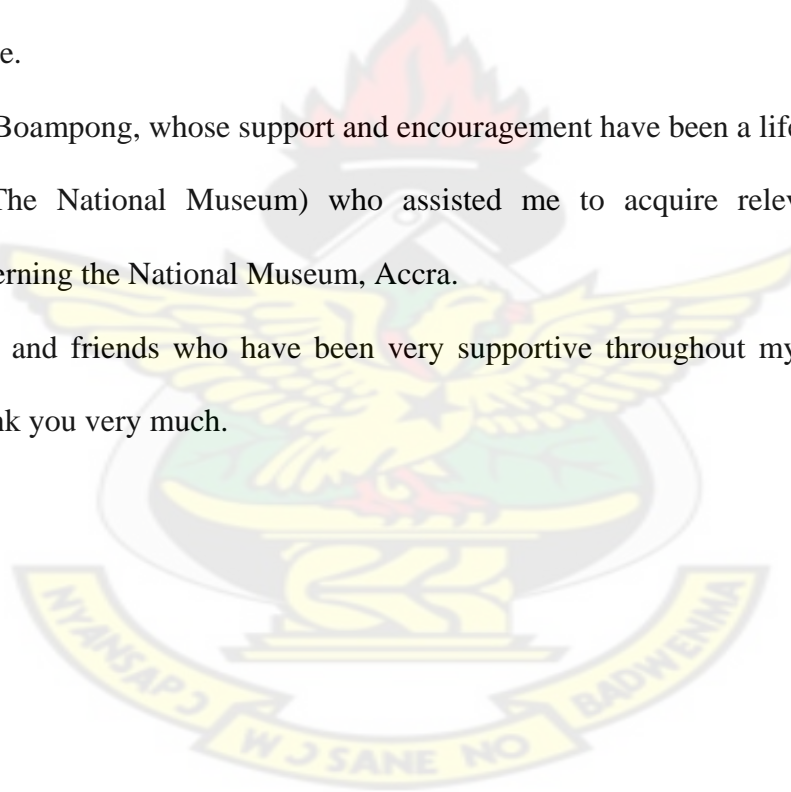 e.
Boampong, whose support and encouragement have been a life
The National Museum) who assisted me to acquire relev
erning the National Museum, Accra.
and friends who have been very supportive throughout my
nk you very much.
NYANSAPƆ WƆSANE NO BADWENMA